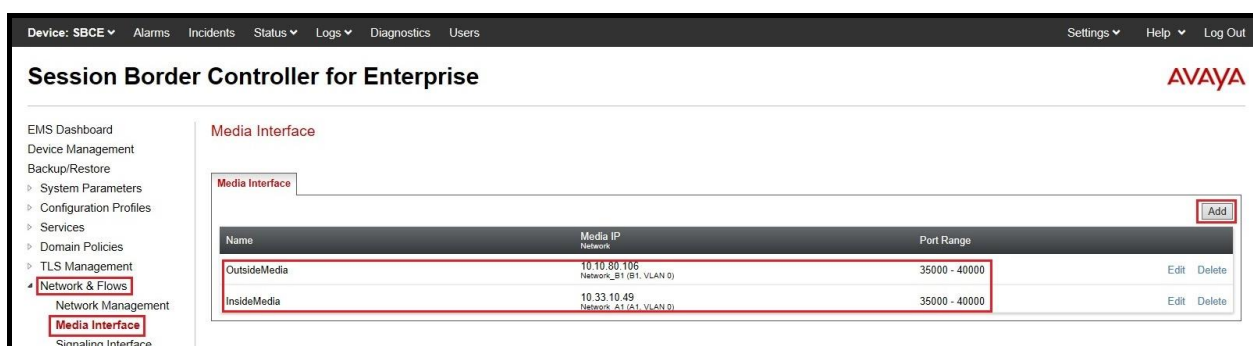 Device: SBCE Alarms Incidents Status Logs Diagnostics Users Settings Help Log Out
Session Border Controller for Enterprise
AVAYA
EMS Dashboard
Device Management
Backup/Restore
System Parameters
Configuration Profiles
Services
Domain Policies
TLS Management
Network & Flows
Network Management
Media Interface
Signaling Interface
Media Interface
Media Interface
Add
Name Media IP Network Port Range
OutsideMedia 10.10.80.106 35000 - 40000 Edit Delete
Network_B1 (B1, VLAN 0)
InsideMedia 10.33.10.49 35000 - 40000 Edit Delete
Network_A1 (A1, VLAN 0)